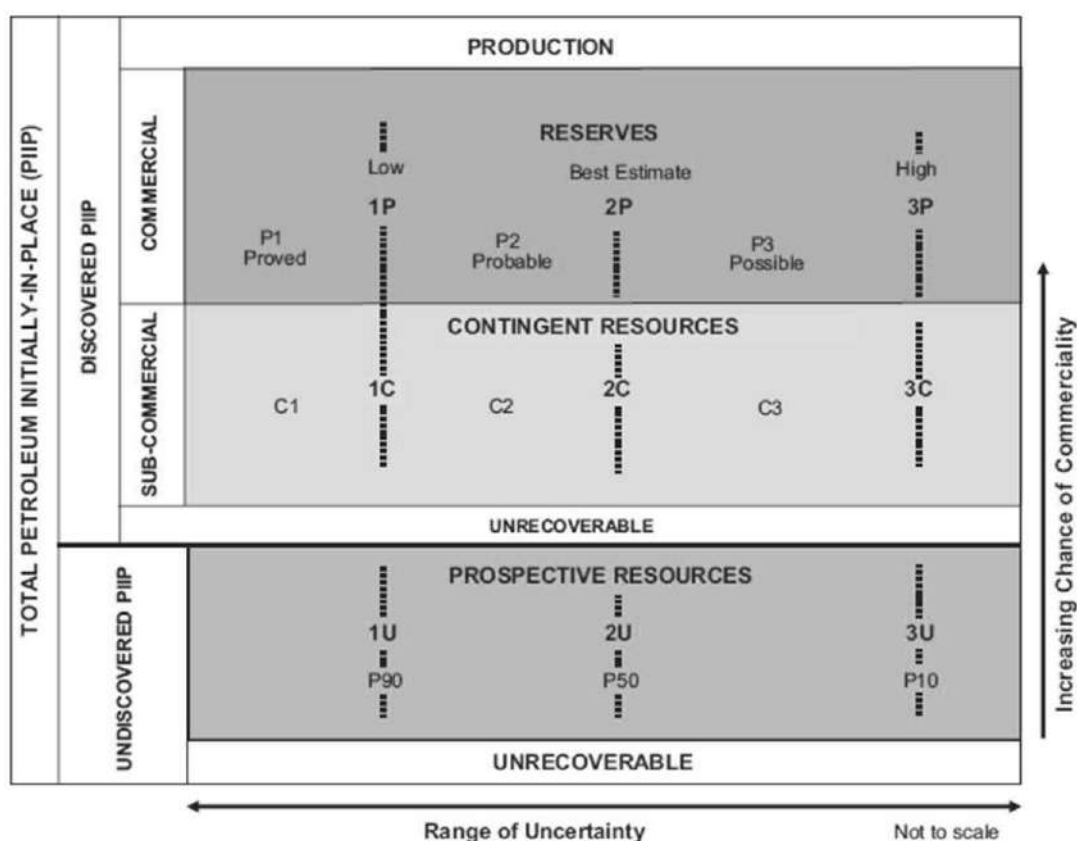 TOTAL PETROLEUM INITIALLY-IN-PLACE (PIIP)
DISCOVERED PIIP
COMMERCIAL
PRODUCTION
RESERVES
Low
Best Estimate
High
1P
2P
3P
P1
Proved
P2
Probable
P3
Possible
SUB-COMMERCIAL
CONTINGENT RESOURCES
1C
2C
3C
C1
C2
C3
UNRECOVERABLE
UNDISCOVERED PIIP
PROSPECTIVE RESOURCES
1U
2U
3U
P90
P50
P10
UNRECOVERABLE
Increasing Chance of Commerciality
Range of Uncertainty
Not to scale